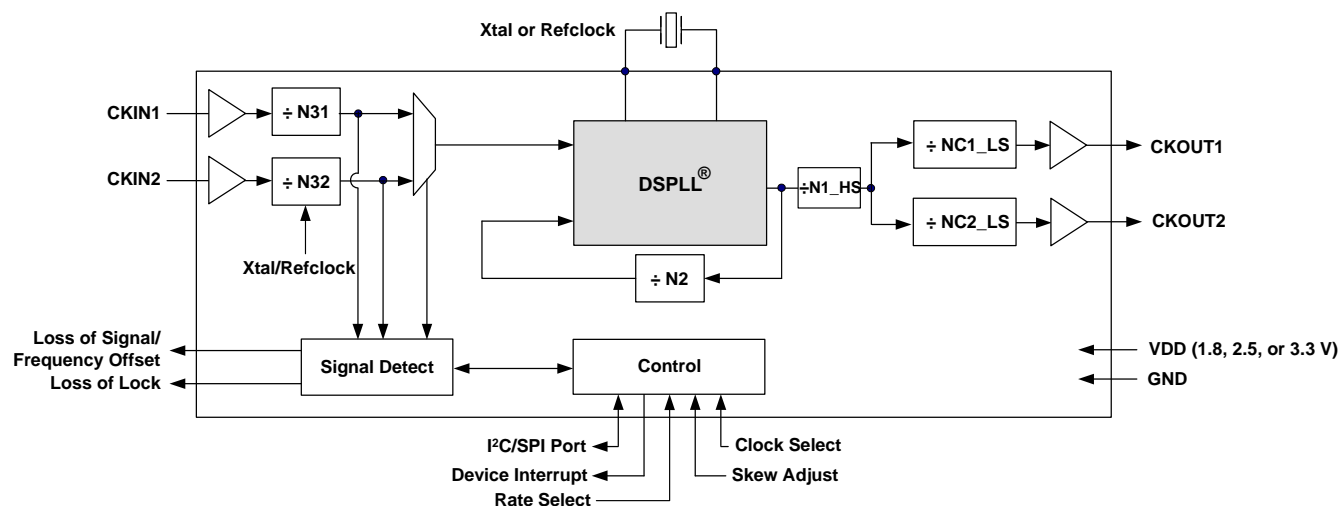 Xtal or Refclock
CKIN1
÷ N31
CKIN2
÷ N32
Xtal/Refclock
DSPLL®
÷ N2
÷N1_HS
÷ NC1_LS
CKOUT1
÷ NC2_LS
CKOUT2
Loss of Signal/
Frequency Offset
Loss of Lock
Signal Detect
Control
VDD (1.8, 2.5, or 3.3 V)
GND
I²C/SPI Port
Device Interrupt
Rate Select
Clock Select
Skew Adjust